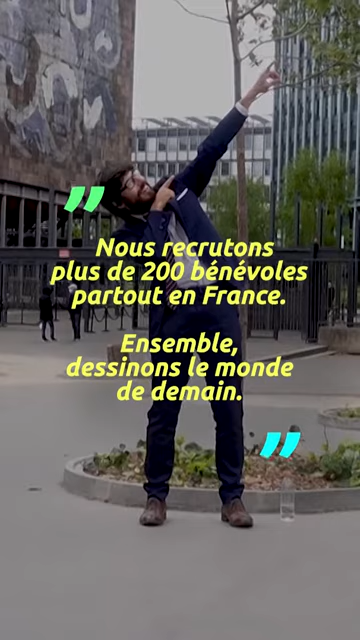 ”
Nous recrutons
plus de 200 bénévoles
partout en France.
Ensemble,
dessinons le monde
de demain.
”